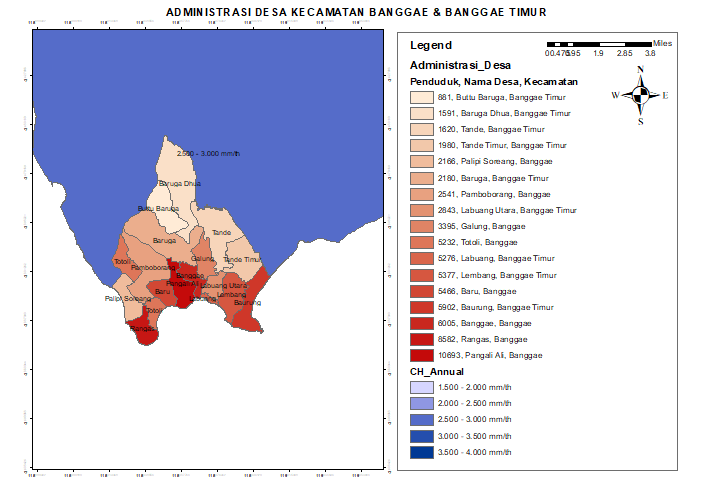 ADMINISTRASI DESA KECAMATAN BANGGAE & BANGGAE TIMUR
2.500 - 3.000 mm/th
Baruga Dhua
Buttu Baruga
Tande
Baruga
Galung
Tande Timur
Totoli
Pamboborang
Banggae
Pangali Ali
Labuang Utara
Baru
Lembang
Palipi Soreang
Labuang
Baurung
Totoli
Rangas
Legend
0 0.475 0.95 1.9 2.85 3.8 Miles
N
W E
S
Administrasi_Desa
Penduduk, Nama Desa, Kecamatan
881, Buttu Baruga, Banggae Timur
1591, Baruga Dhua, Banggae Timur
1620, Tande, Banggae Timur
1980, Tande Timur, Banggae Timur
2166, Palipi Soreang, Banggae
2180, Baruga, Banggae Timur
2541, Pamboborang, Banggae
2843, Labuang Utara, Banggae Timur
3395, Galung, Banggae
5232, Totoli, Banggae
5276, Labuang, Banggae Timur
5377, Lembang, Banggae Timur
5466, Baru, Banggae
5902, Baurung, Banggae Timur
6005, Banggae, Banggae
8582, Rangas, Banggae
10693, Pangali Ali, Banggae
CH_Annual
1.500 - 2.000 mm/th
2.000 - 2.500 mm/th
2.500 - 3.000 mm/th
3.000 - 3.500 mm/th
3.500 - 4.000 mm/th